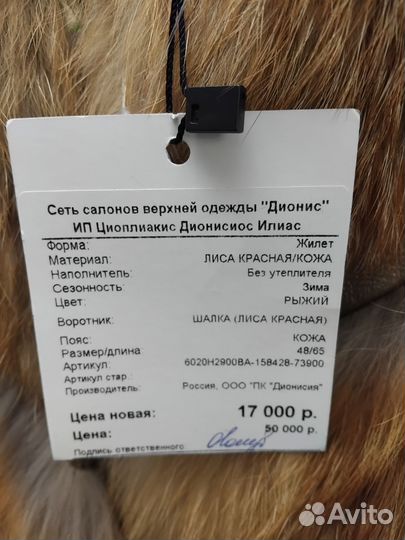 Сеть салонов верхней одежды "Дионис"
ИП Циоплиакис Дионисиос Илиас
Форма: Жилет
Материал: ЛИСА КРАСНАЯ/КОЖА
Наполнитель: Без утеплителя
Сезонность: Зима
Цвет: РЫЖИЙ
Воротник: ШАЛКА (ЛИСА КРАСНАЯ)
Пояс: КОЖА
Размер/длина: 48/65
Артикул: 6020H2900BA-158428-73900
Артикул стар.:
Производитель: Россия, ООО "ПК "Дионисия"
Цена новая: 17 000 р.
Цена: 50 000 р.
Подпись ответственного:
Avito